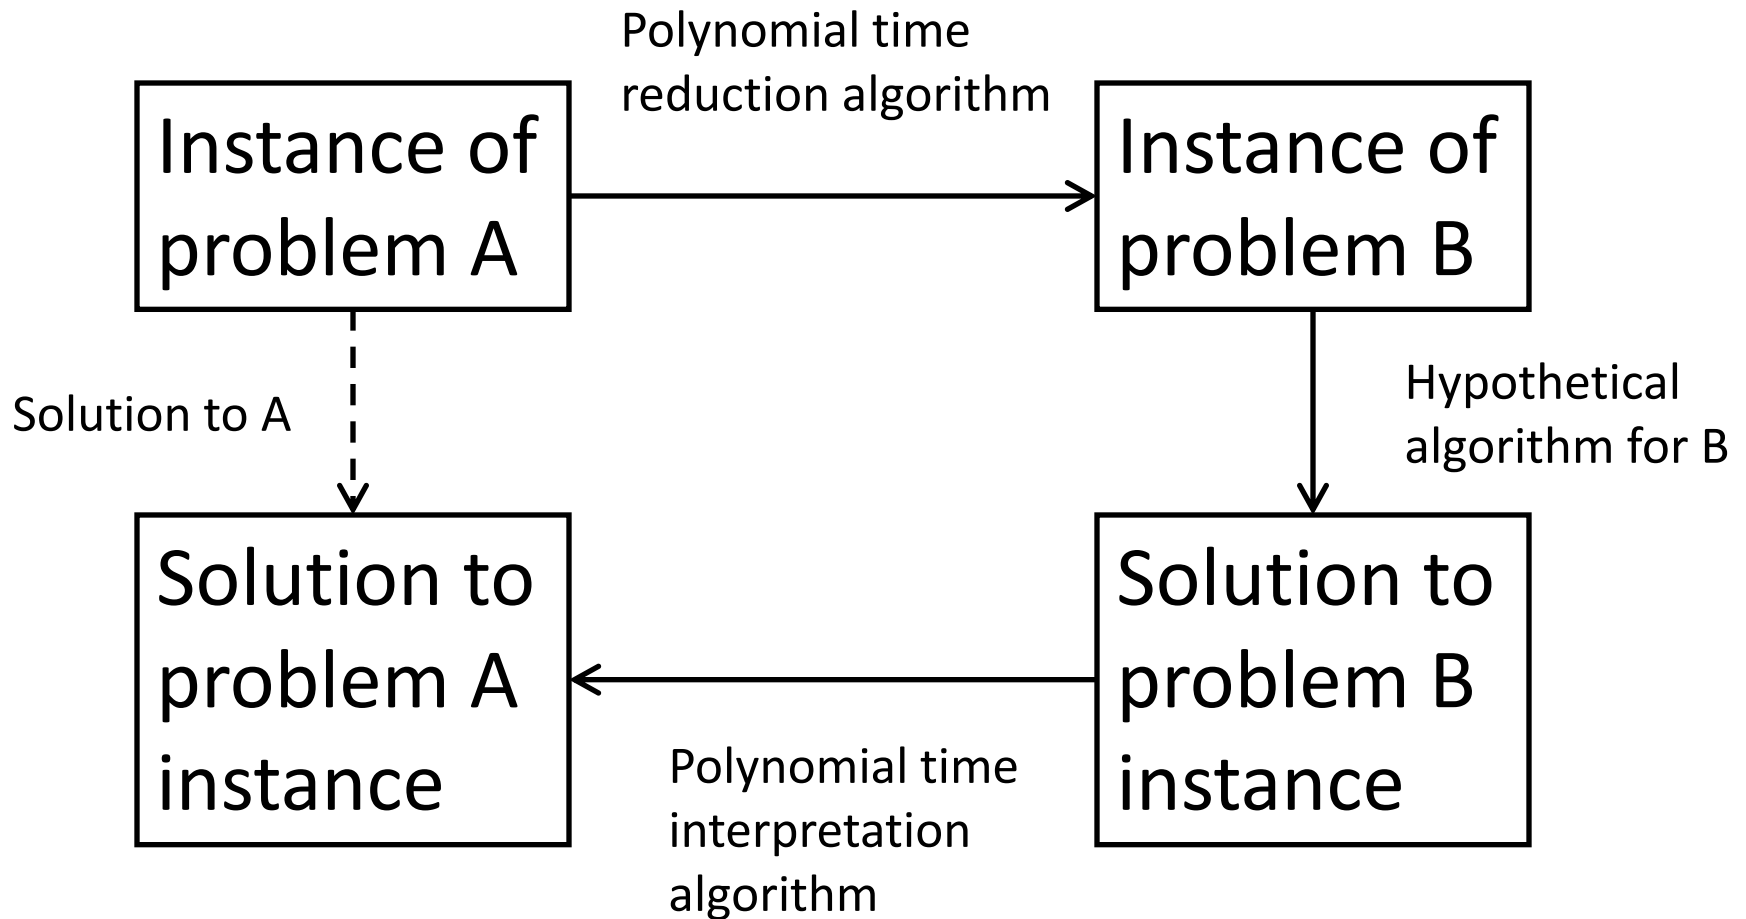 Polynomial time
reduction algorithm
Instance of
problem A
Instance of
problem B
Solution to A
Hypothetical
algorithm for B
Solution to
problem A
instance
Solution to
problem B
instance
Polynomial time
interpretation
algorithm